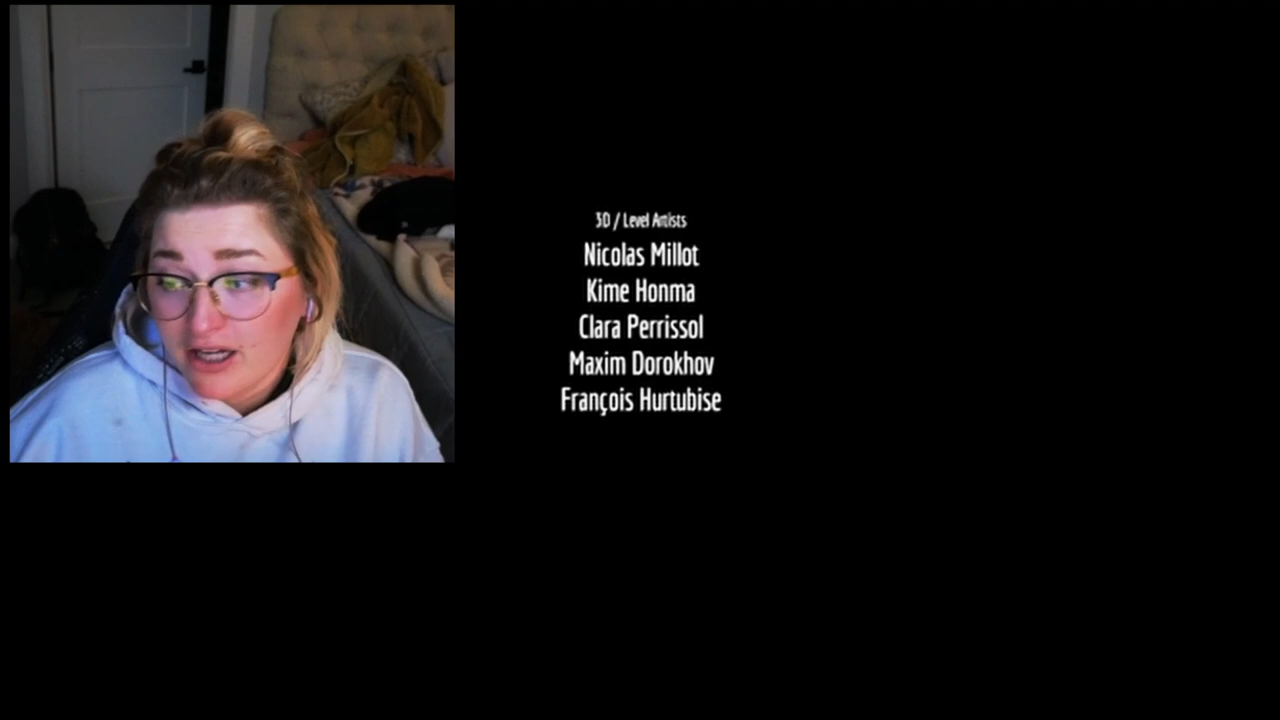 3D / Level Artists
Nicolas Millot
Kime Honma
Clara Perrissol
Maxim Dorokhov
François Hurtubise